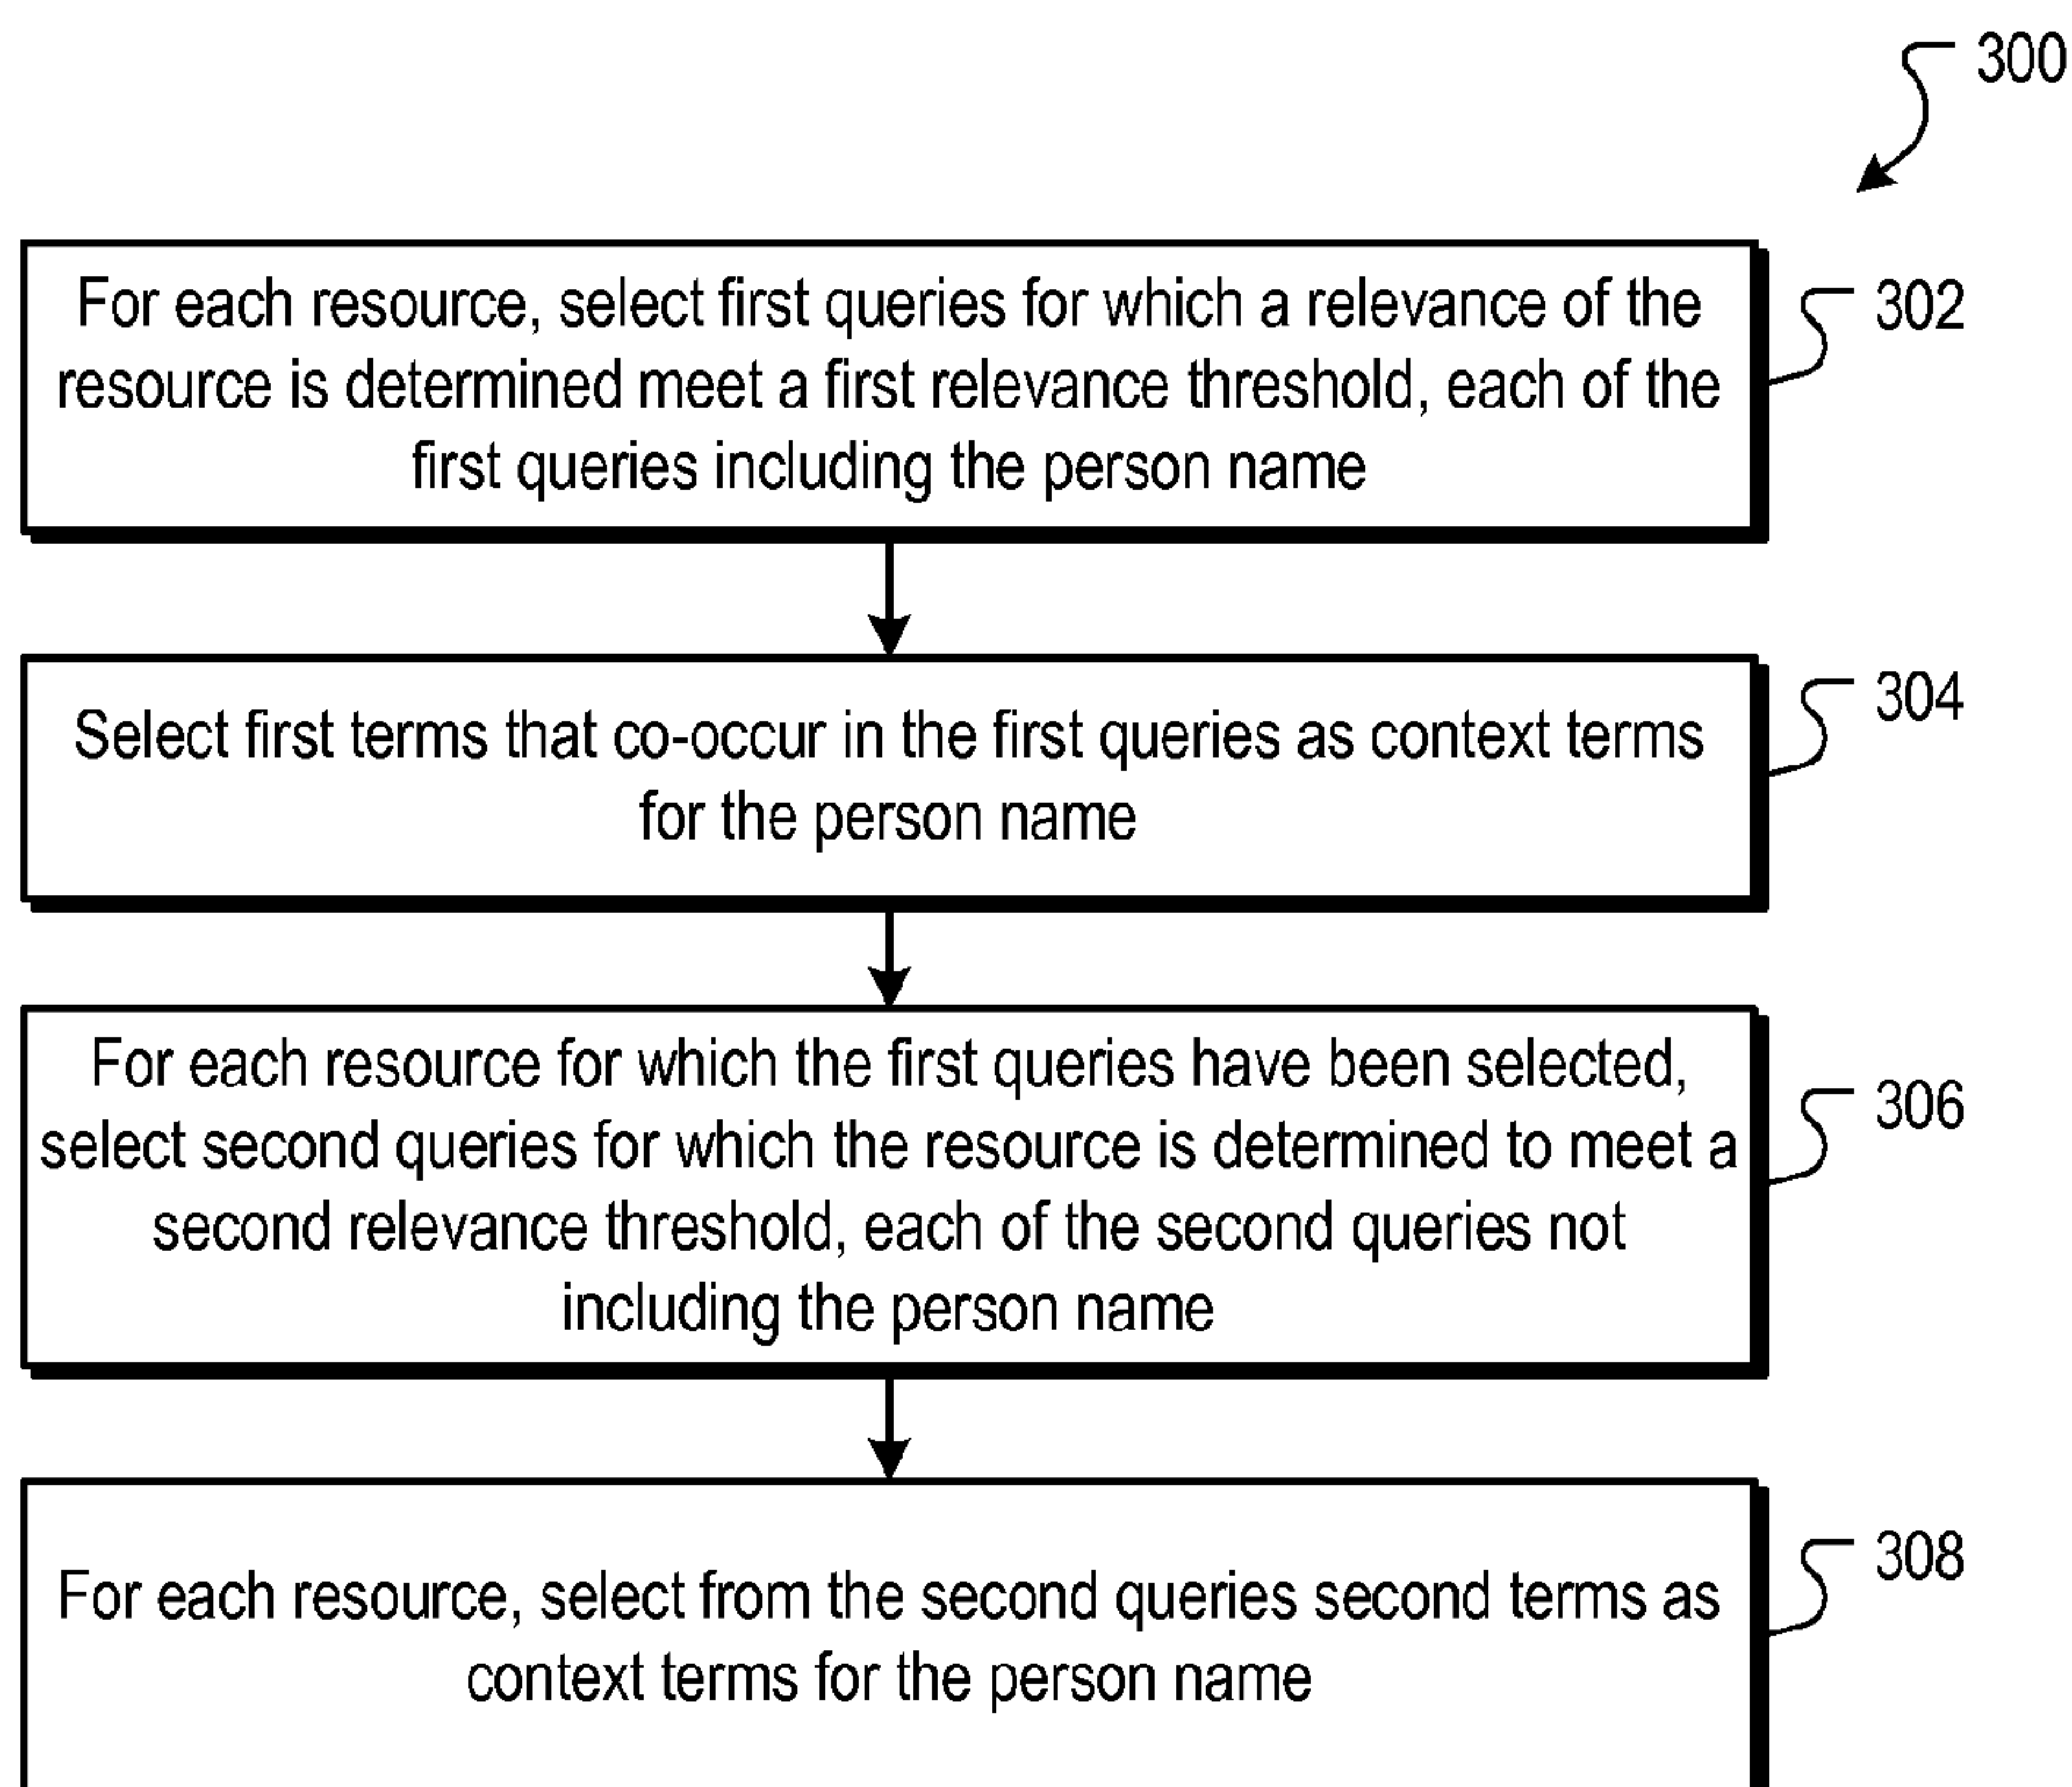 300
For each resource, select first queries for which a relevance of the
resource is determined meet a first relevance threshold, each of the
first queries including the person name
302
Select first terms that co-occur in the first queries as context terms
for the person name
304
For each resource for which the first queries have been selected,
select second queries for which the resource is determined to meet a
second relevance threshold, each of the second queries not
including the person name
306
For each resource, select from the second queries second terms as
context terms for the person name
308